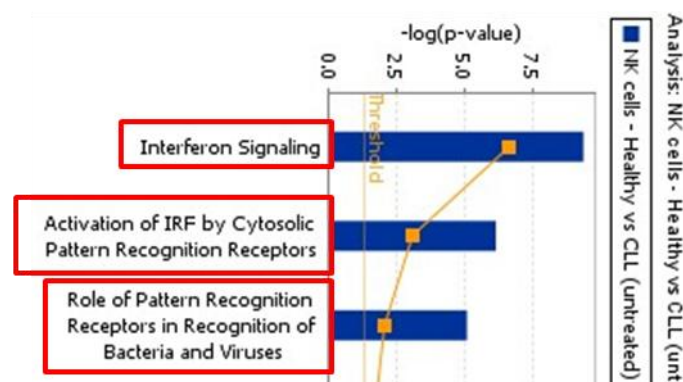 -log(p-value)
0.0
2.5
5.0
7.5
Threshold
Interferon Signaling
Activation of IRF by Cytosolic
Pattern Recognition Receptors
Role of Pattern Recognition
Receptors in Recognition of
Bacteria and Viruses
NK cells - Healthy vs CLL (untreated)
Analysis: NK cells - Healthy vs CLL (unt